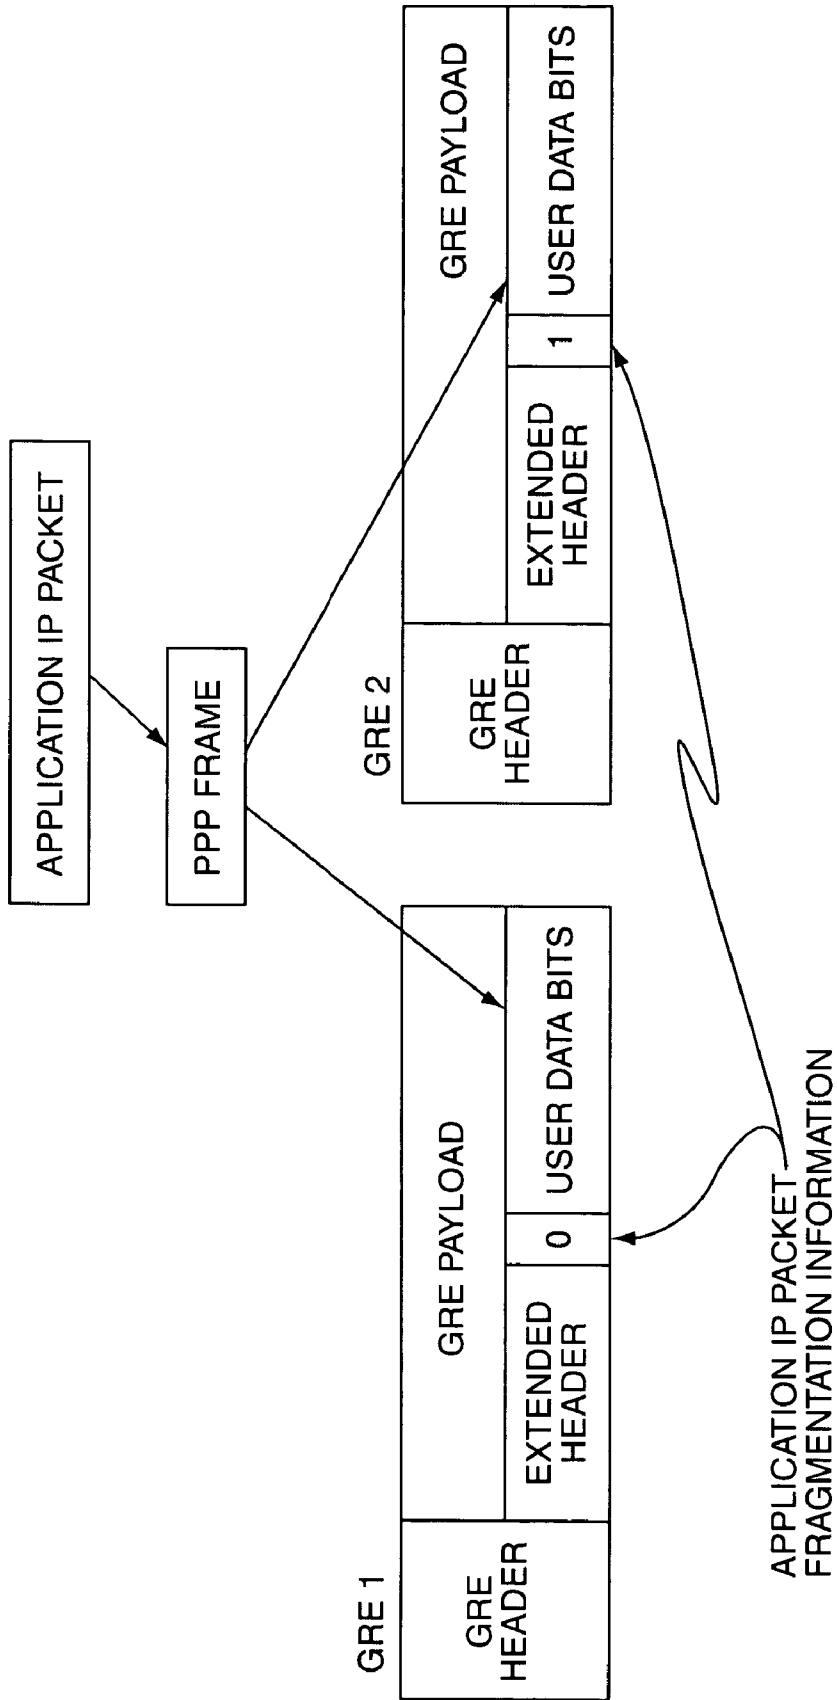 APPLICATION IP PACKET
PPP FRAME
GRE 1
GRE
HEADER
GRE PAYLOAD
EXTENDED
HEADER
0
USER DATA BITS
GRE 2
GRE
HEADER
GRE PAYLOAD
EXTENDED
HEADER
1
USER DATA BITS
APPLICATION IP PACKET
FRAGMENTATION INFORMATION